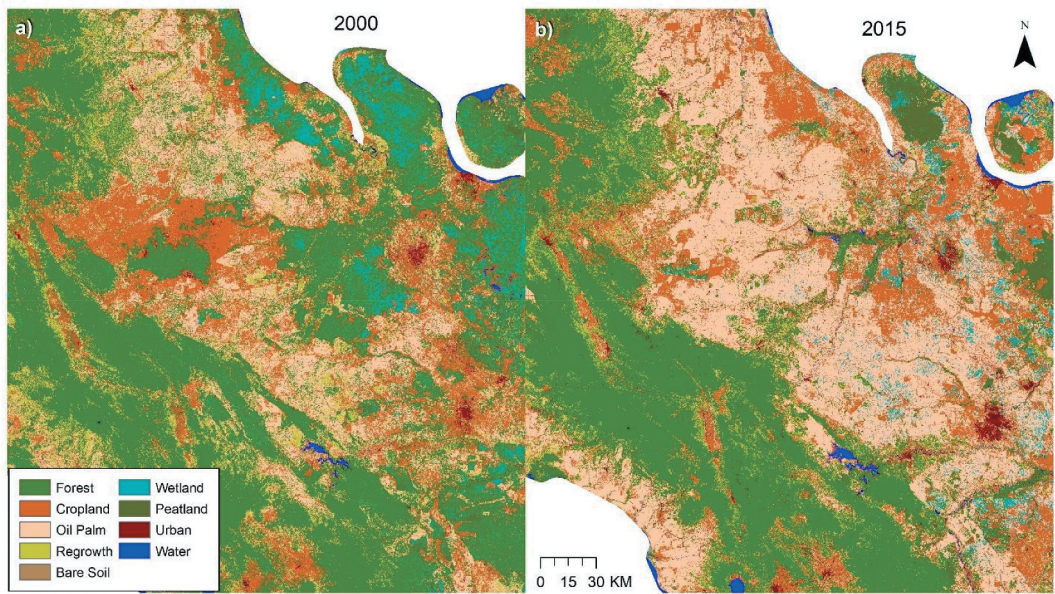 a)
2000
b)
2015
N
Forest
Wetland
Cropland
Peatland
Oil Palm
Urban
Regrowth
Water
Bare Soil
0 15 30 KM